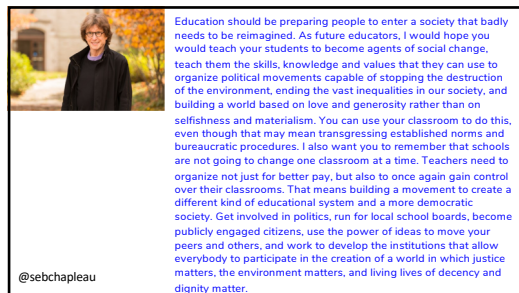 Education should be preparing people to enter a society that badly
needs to be reimagined. As future educators, I would hope you
would teach your students to become agents of social change,
teach them the skills, knowledge and values that they can use to
organize political movements capable of stopping the destruction
of the environment, ending the vast inequalities in our society, and
building a world based on love and generosity rather than on
selfishness and materialism. You can use your classroom to do this,
even though that may mean transgressing established norms and
bureaucratic procedures. I also want you to remember that schools
are not going to change one classroom at a time. Teachers need to
organize not just for better pay, but also to once again gain control
over their classrooms. That means building a movement to create a
different kind of educational system and a more democratic
society. Get involved in politics, run for local school boards, become
publicly engaged citizens, use the power of ideas to move your
peers and others, and work to develop the institutions that allow
everybody to participate in the creation of a world in which justice
matters, the environment matters, and living lives of decency and
dignity matter.
@sebchapleau